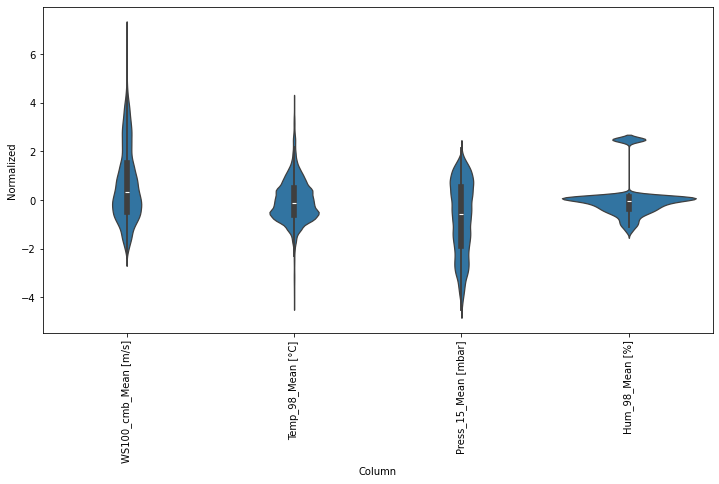 6
4
2
0
−2
−4
Normalized
WS100_cmb_Mean [m/s]
Temp_98_Mean [°C]
Press_15_Mean [mbar]
Hum_98_Mean [%]
Column